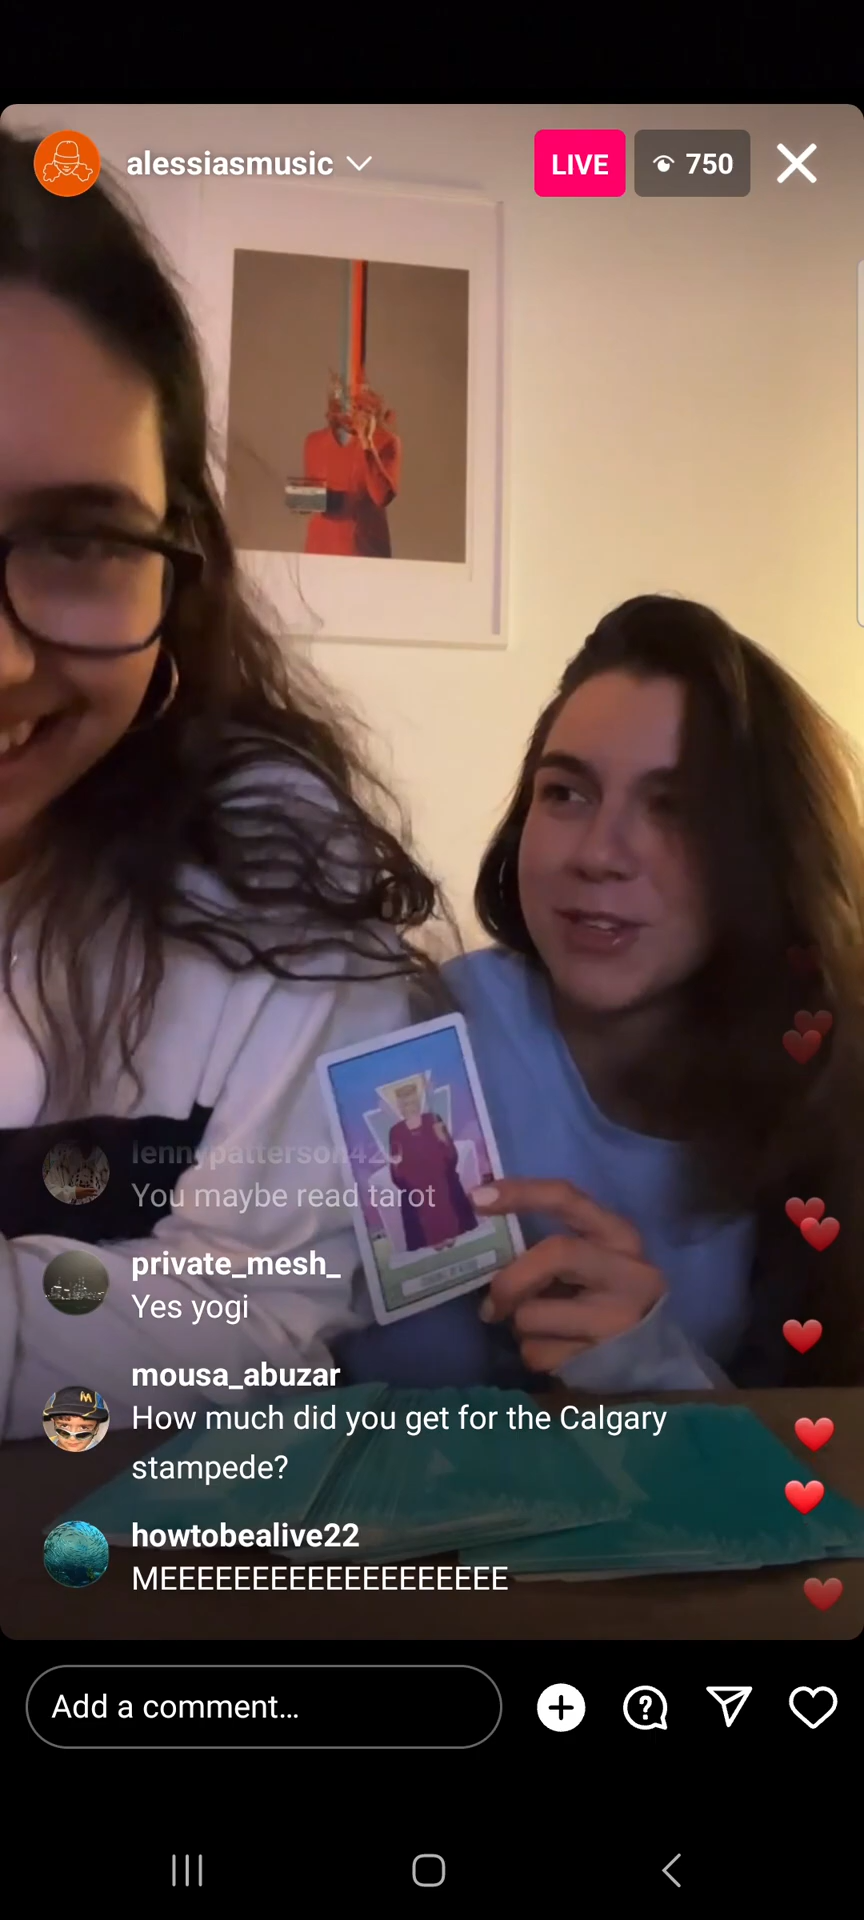 alessiasmusic
LIVE
750
lennypatterson420
You maybe read tarot
private_mesh_
Yes yogi
mousa_abuzar
How much did you get for the Calgary
stampede?
howtobealive22
MEEEEEEEEEEEEEEEEEEE
Add a comment...